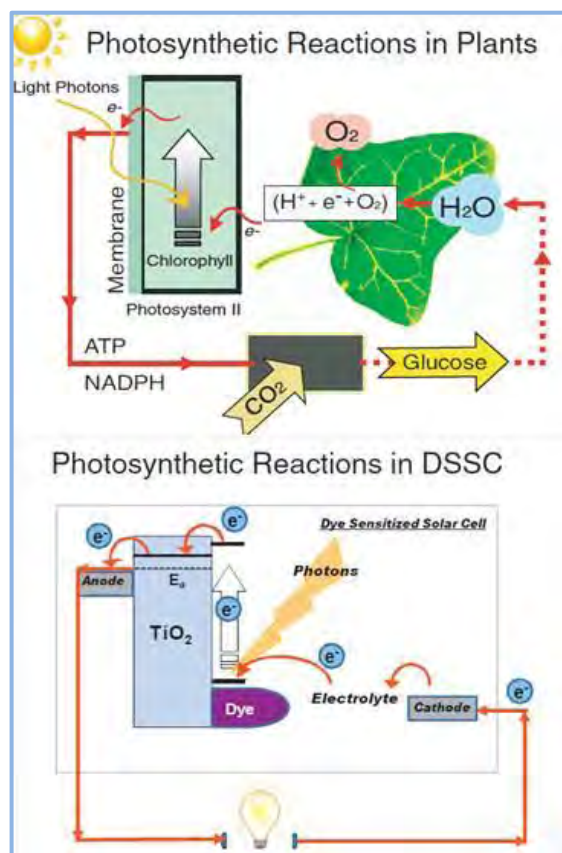 Photosynthetic Reactions in Plants
Light Photons
e-
O₂
(H⁺ + e⁻+ O₂)
H₂O
e-
Membrane
Chlorophyll
Photosystem II
ATP
NADPH
CO₂
Glucose
Photosynthetic Reactions in DSSC
e⁻
e⁻
Dye Sensitized Solar Cell
Photons
Anode
e⁻
TiO₂
e⁻
e⁻
Electrolyte
Cathode
Dye